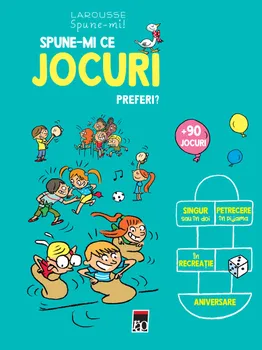 LAROUSSE
Spune-mi!
SPUNE-MI CE
JOCURI
PREFERI?
+90
JOCURI
SINGUR
sau în doi
PETRECERE
în pijama
în
RECREAȚIE
ANIVERSARE